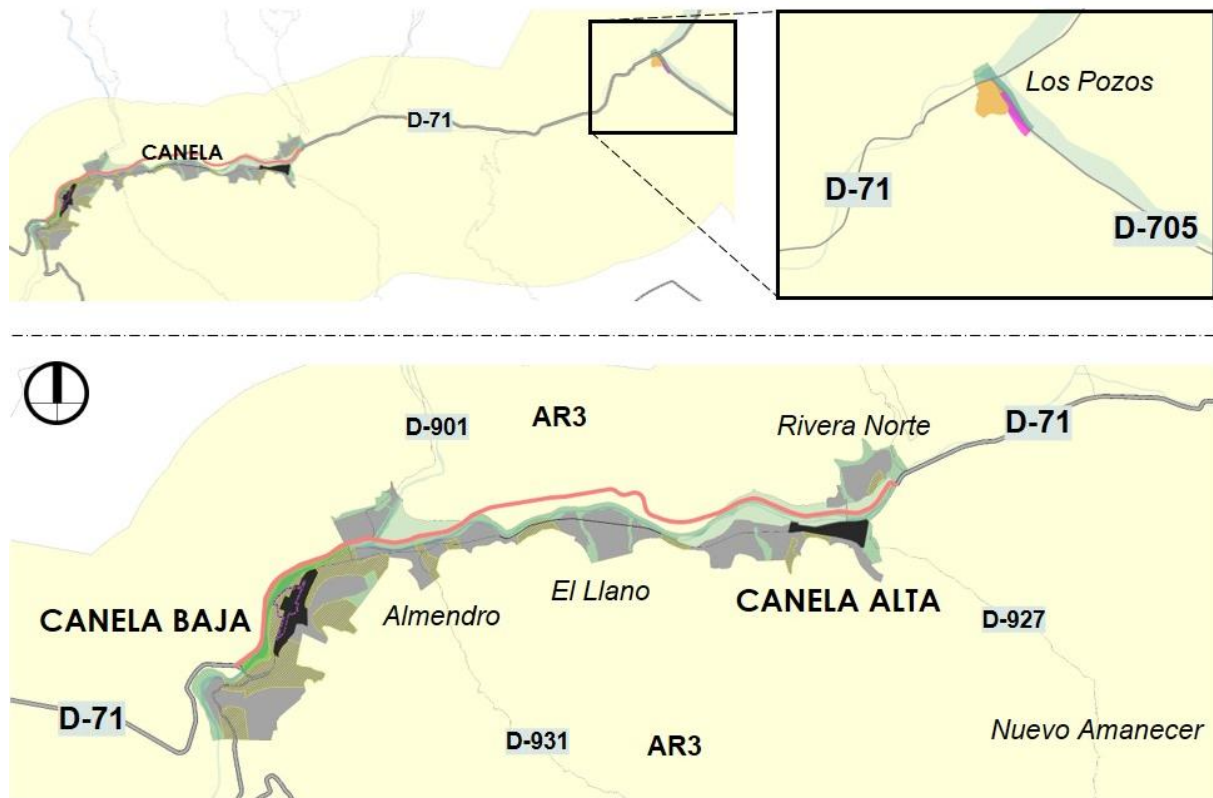 CANELA
D-71
Los Pozos
D-71
D-705
D-901
AR3
Rivera Norte
D-71
CANELA BAJA
Almendro
El Llano
CANELA ALTA
D-927
D-71
D-931
AR3
Nuevo Amanecer